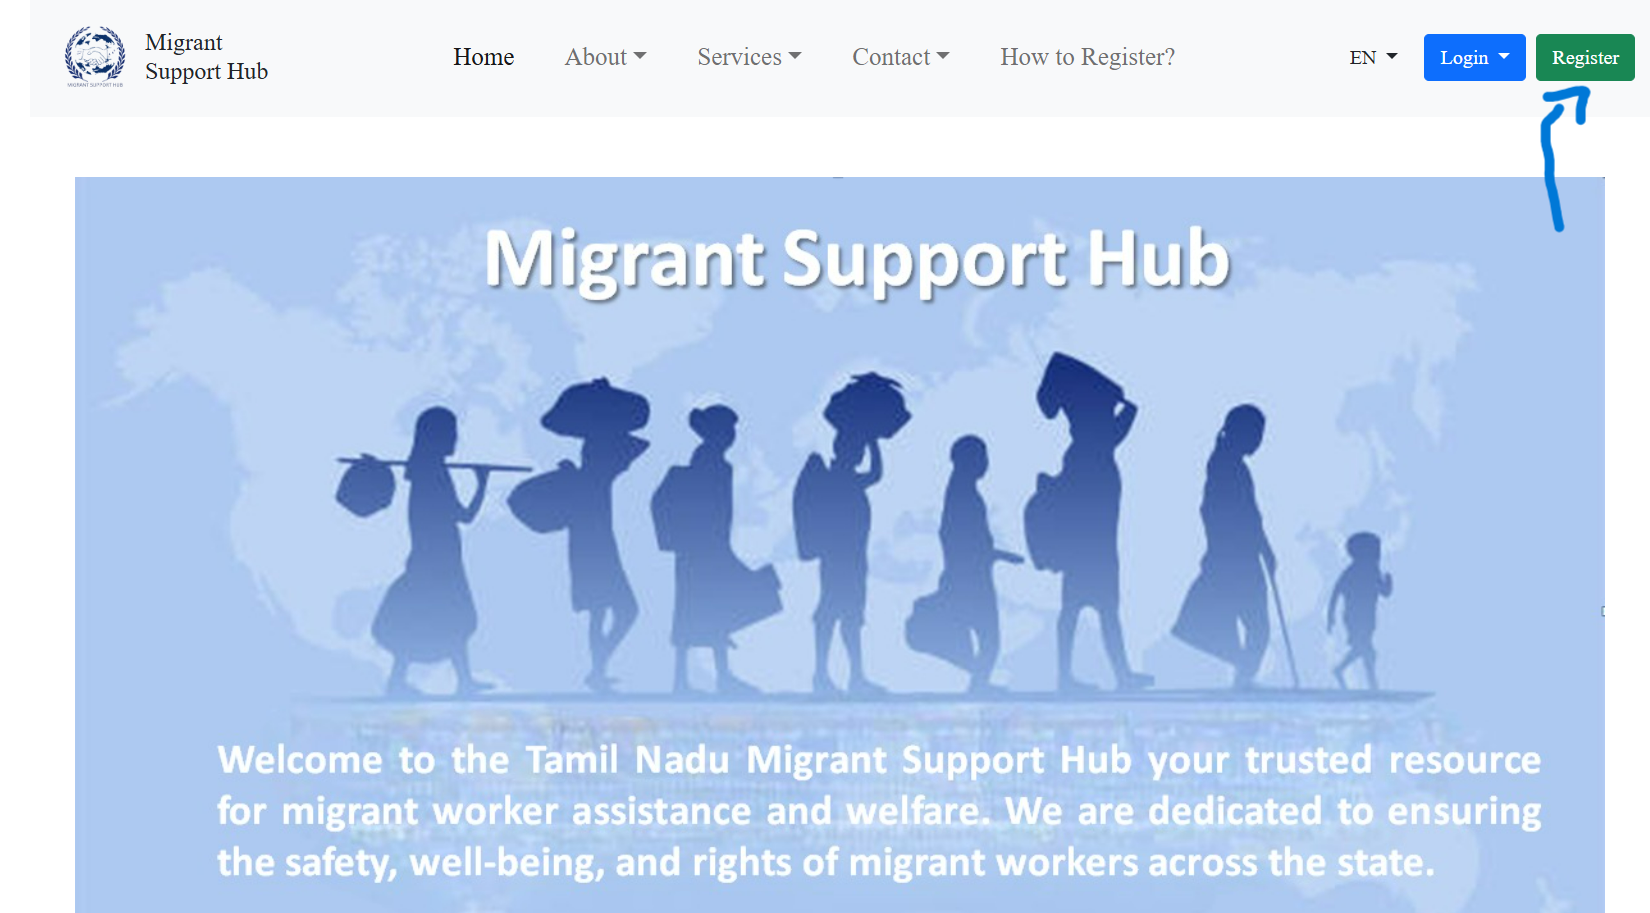 Migrant
Support Hub
Home About Services Contact How to Register? EN Login Register
MIGRANT SUPPORT HUB
Migrant Support Hub
Welcome to the Tamil Nadu Migrant Support Hub your trusted resource
for migrant worker assistance and welfare. We are dedicated to ensuring
the safety, well-being, and rights of migrant workers across the state.